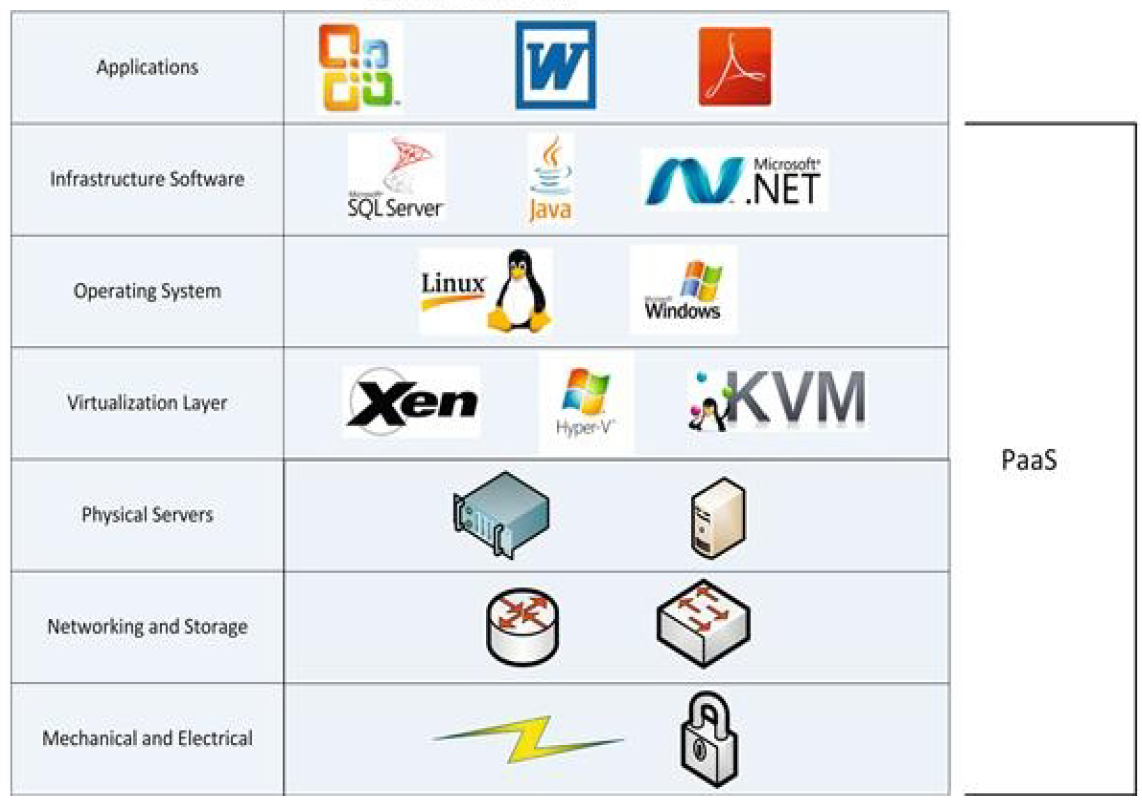 Applications
W
Infrastructure Software
Microsoft
SQL Server
Java
Microsoft
.NET
Operating System
Linux
Microsoft
Windows
Virtualization Layer
Xen
Hyper-V
KVM
PaaS
Physical Servers
Networking and Storage
Mechanical and Electrical